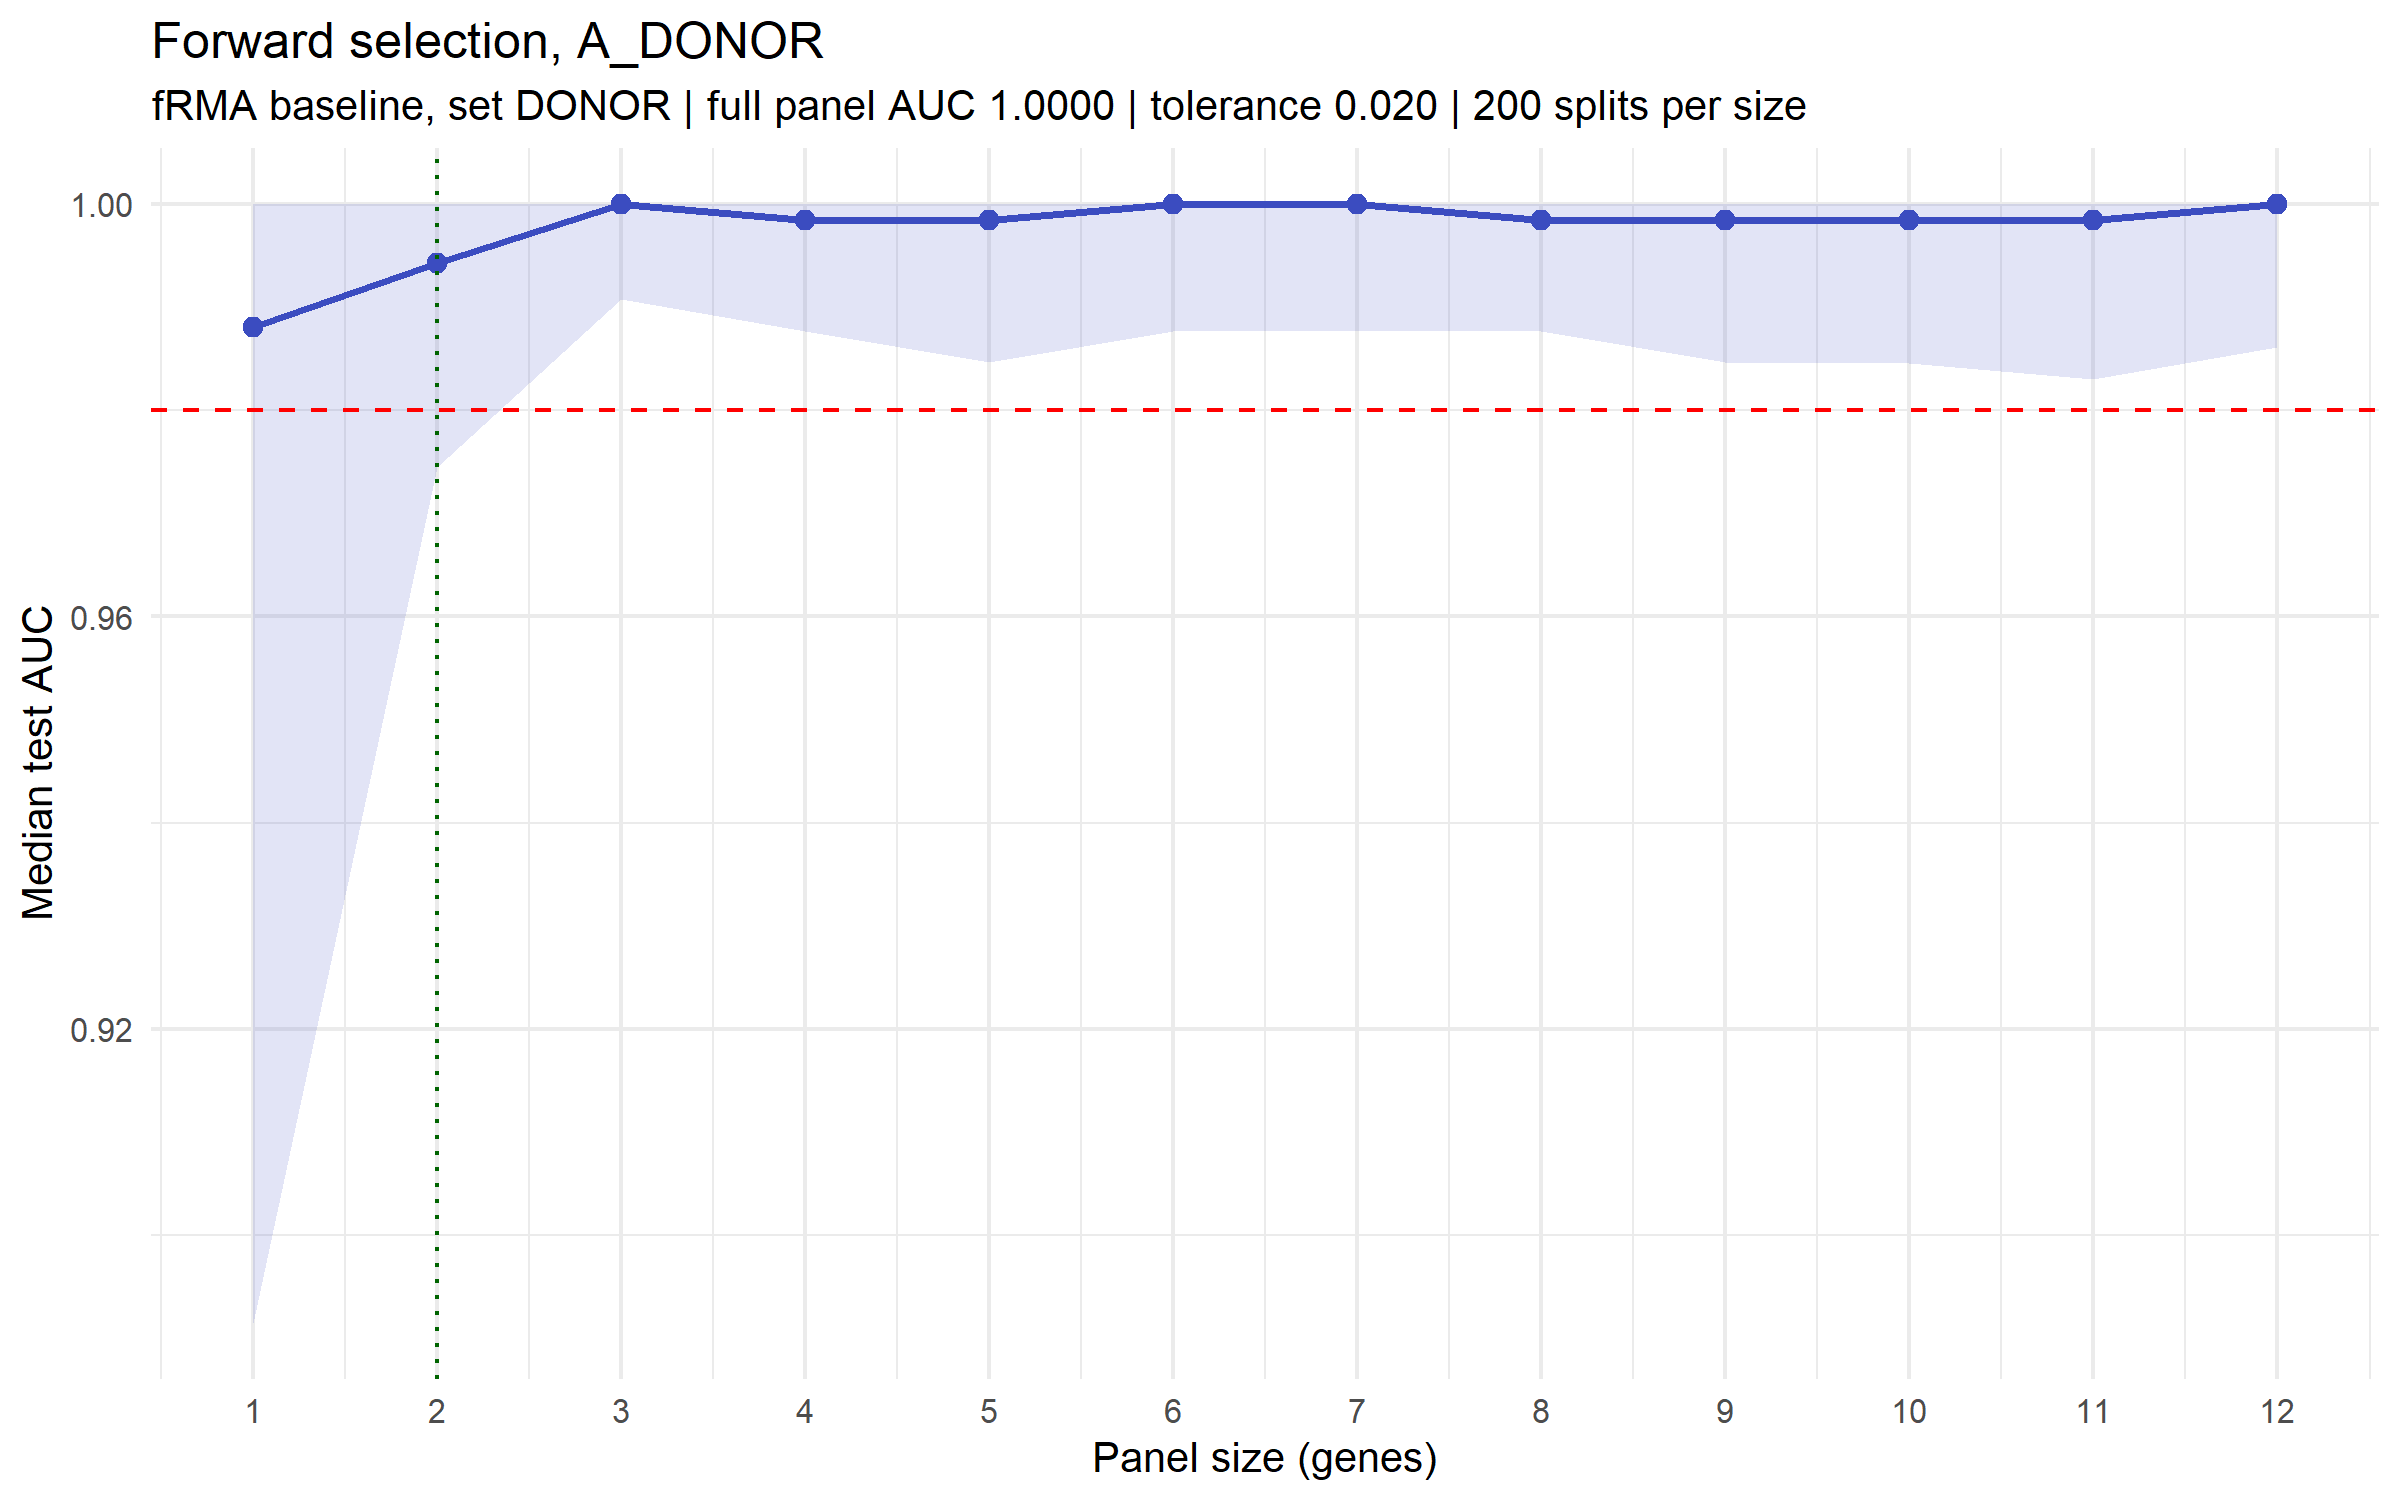 Forward selection, A_DONOR
fRMA baseline, set DONOR | full panel AUC 1.0000 | tolerance 0.020 | 200 splits per size
Median test AUC
1.00
0.96
0.92
1 2 3 4 5 6 7 8 9 10 11 12
Panel size (genes)